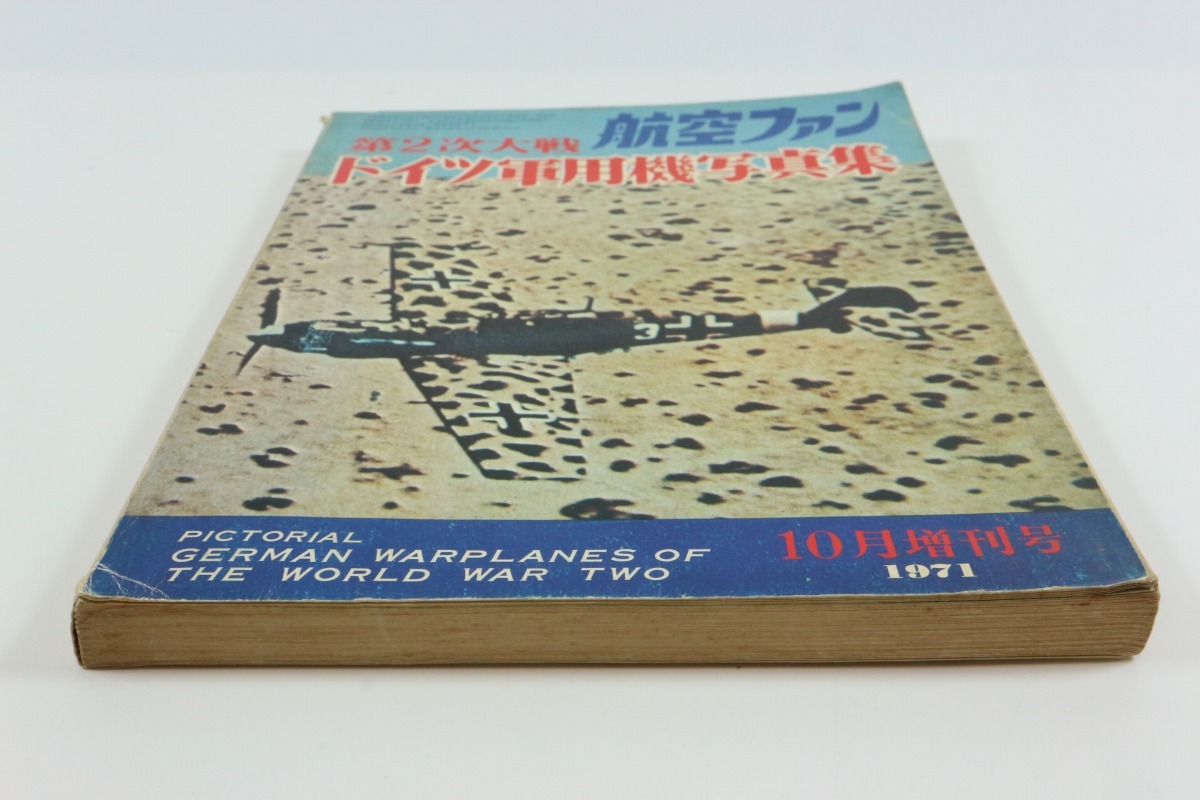 第2次大戦 航空ファン
ドイツ軍用機写真集
3 L L
PICTORIAL
GERMAN WARPLANES OF
THE WORLD WAR TWO
10月増刊号
1971